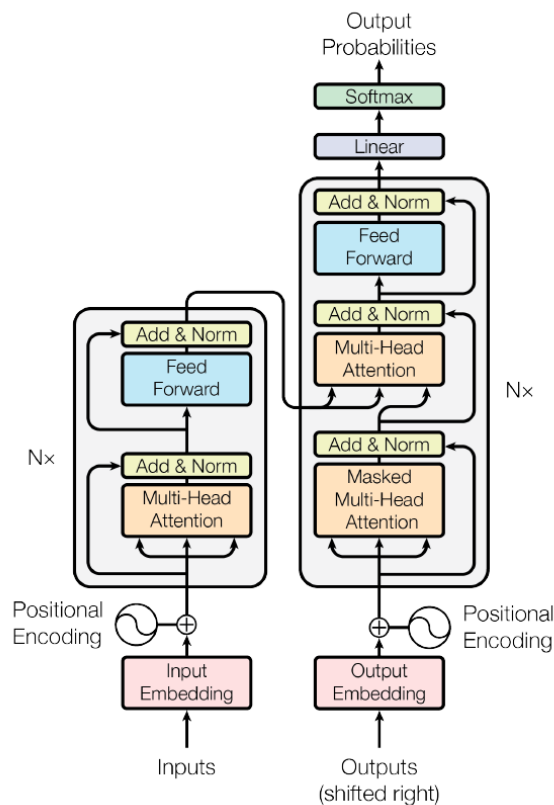 Output
Probabilities
Softmax
Linear
Add & Norm
Feed
Forward
Add & Norm
Multi-Head
Attention
Nx
Add & Norm
Masked
Multi-Head
Attention
Positional
Encoding
Output
Embedding
Outputs
(shifted right)
Add & Norm
Feed
Forward
Nx
Add & Norm
Multi-Head
Attention
Positional
Encoding
Input
Embedding
Inputs